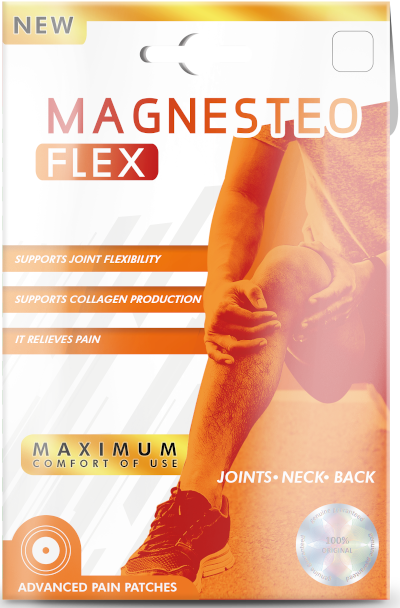 NEW
MAGNESTEO
FLEX
SUPPORTS JOINT FLEXIBILITY
SUPPORTS COLLAGEN PRODUCTION
IT RELIEVES PAIN
MAXIMUM
COMFORT OF USE
JOINTS• NECK• BACK
100%
ORIGINAL
ADVANCED PAIN PATCHES